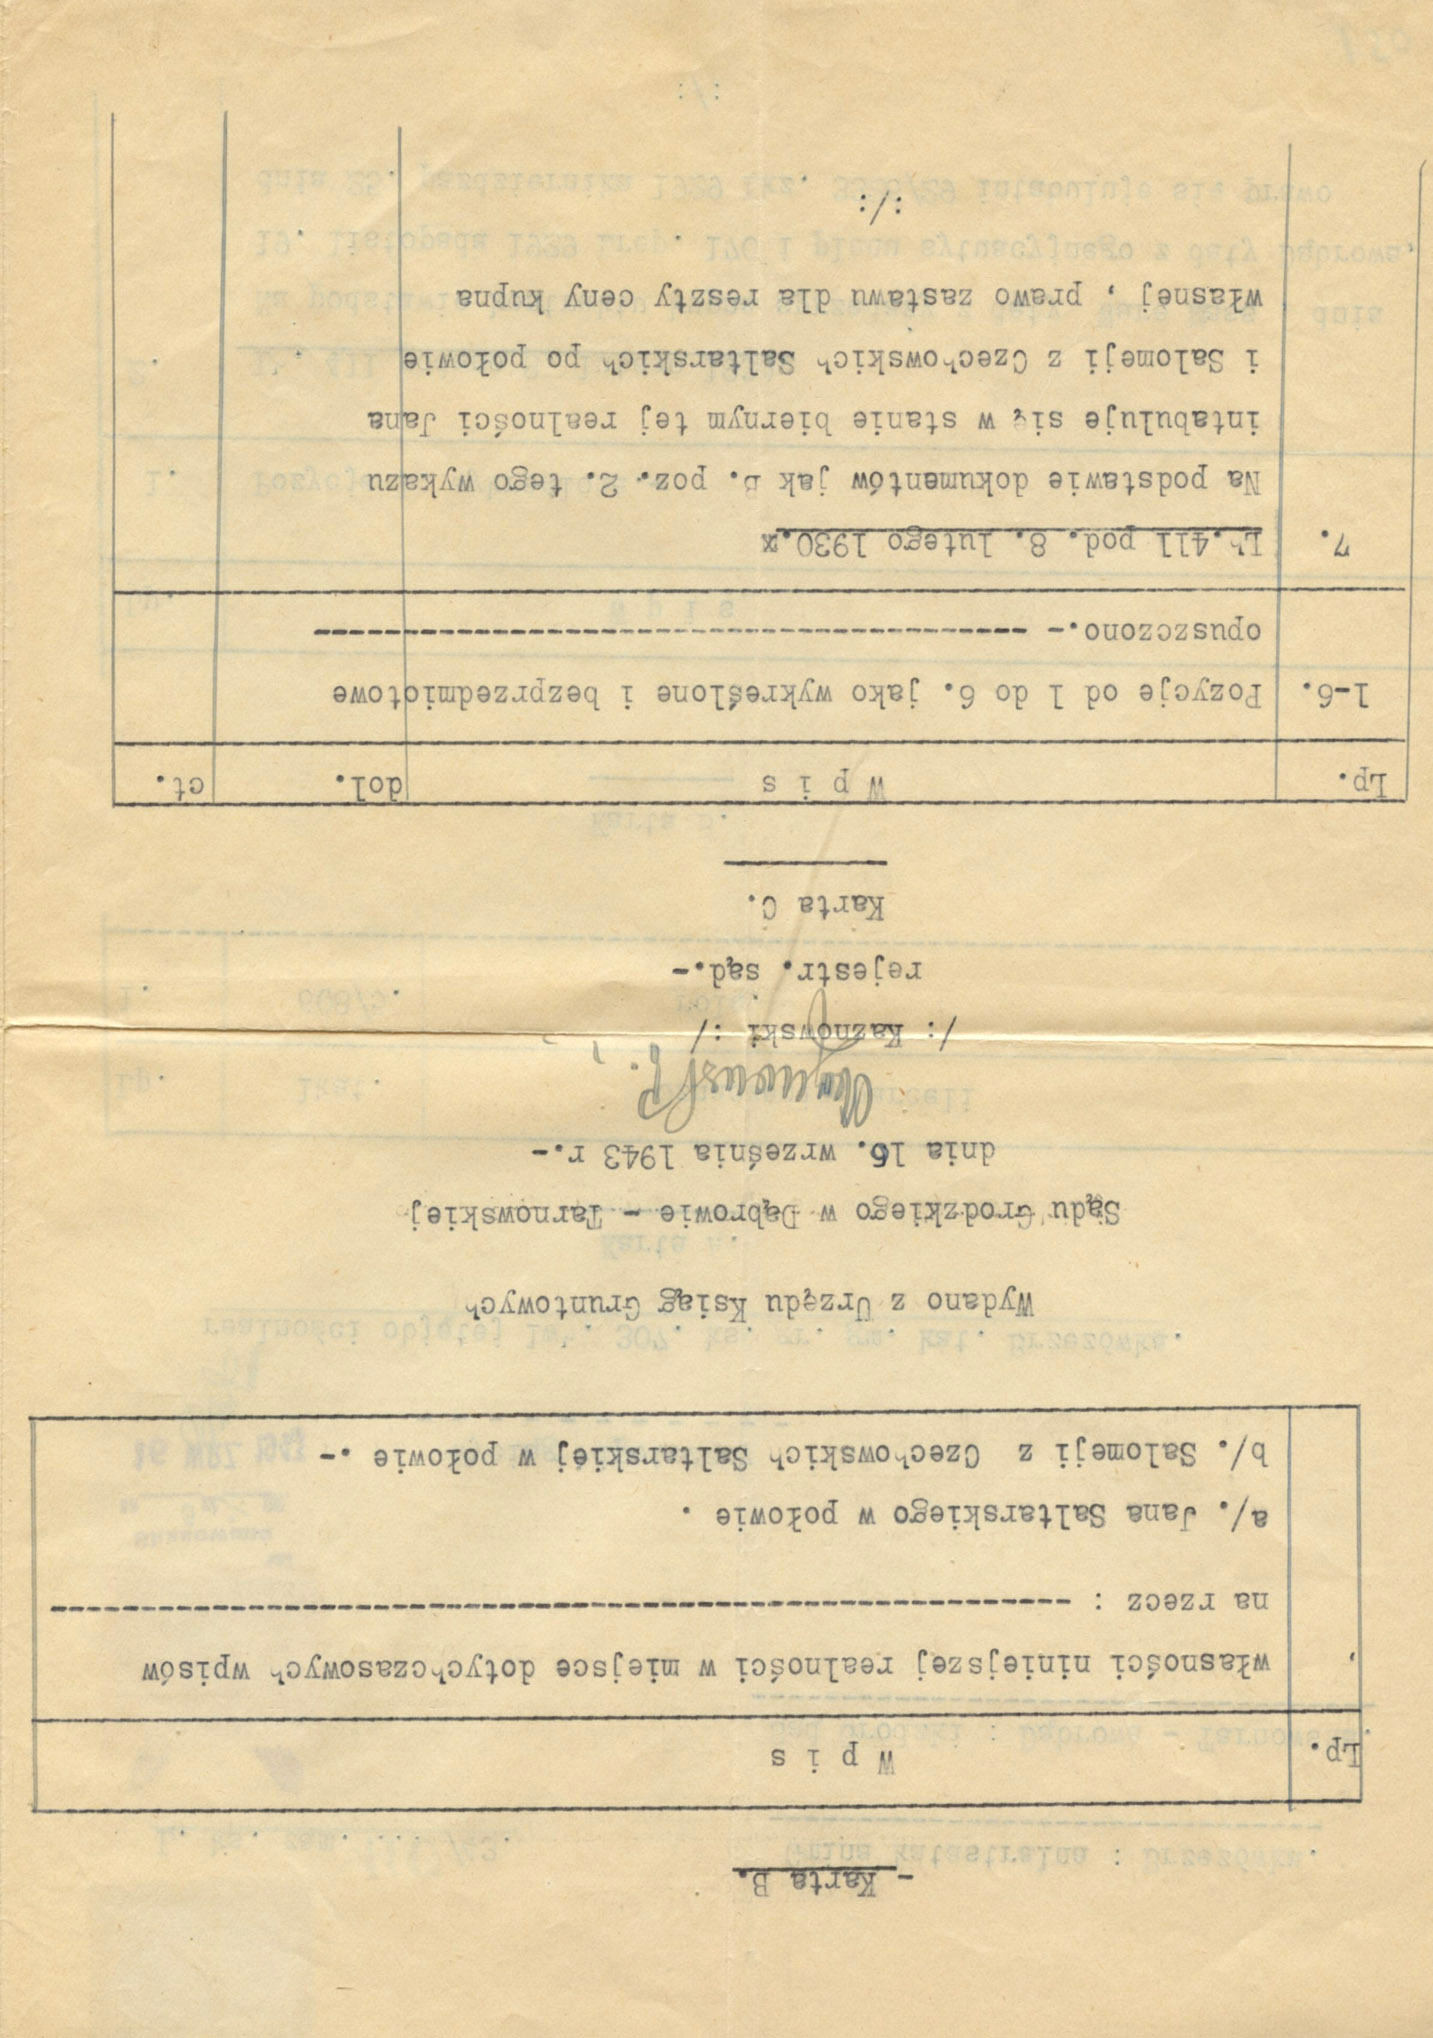 - Karta B.
Lp. W p i s
, własności niniejszej realności w miejsce dotychczasowych wpisów
na rzecz : ----------------------------------------------------------
a/. Jana Saltarskiego w połowie .
b/. Salomeji z Czechowskich Saltarskiej w połowie .-
Wydano z Urzędu Ksiąg Gruntowych
Sądu Grodzkiego w Dąbrowie - Tarnowskiej
dnia 16. września 1943 r.-
/: Kaznowski :/
rejestr. sąd.-
Karta C.
Lp. W p i s dol. ct.
1-6. Pozycje od 1 do 6. jako wykreślone i bezprzedmiotowe
opuszczono.- -----------------------------------------
7. Lh.411 pod. 8. lutego 1930.x
Na podstawie dokumentów jak B. poz. 2. tego wykazu
intabuluje się w stanie biernym tej realności Jana
i Salomeji z Czechowskich Saltarskich po połowie
własnej , prawo zastawu dla reszty ceny kupna
:/: